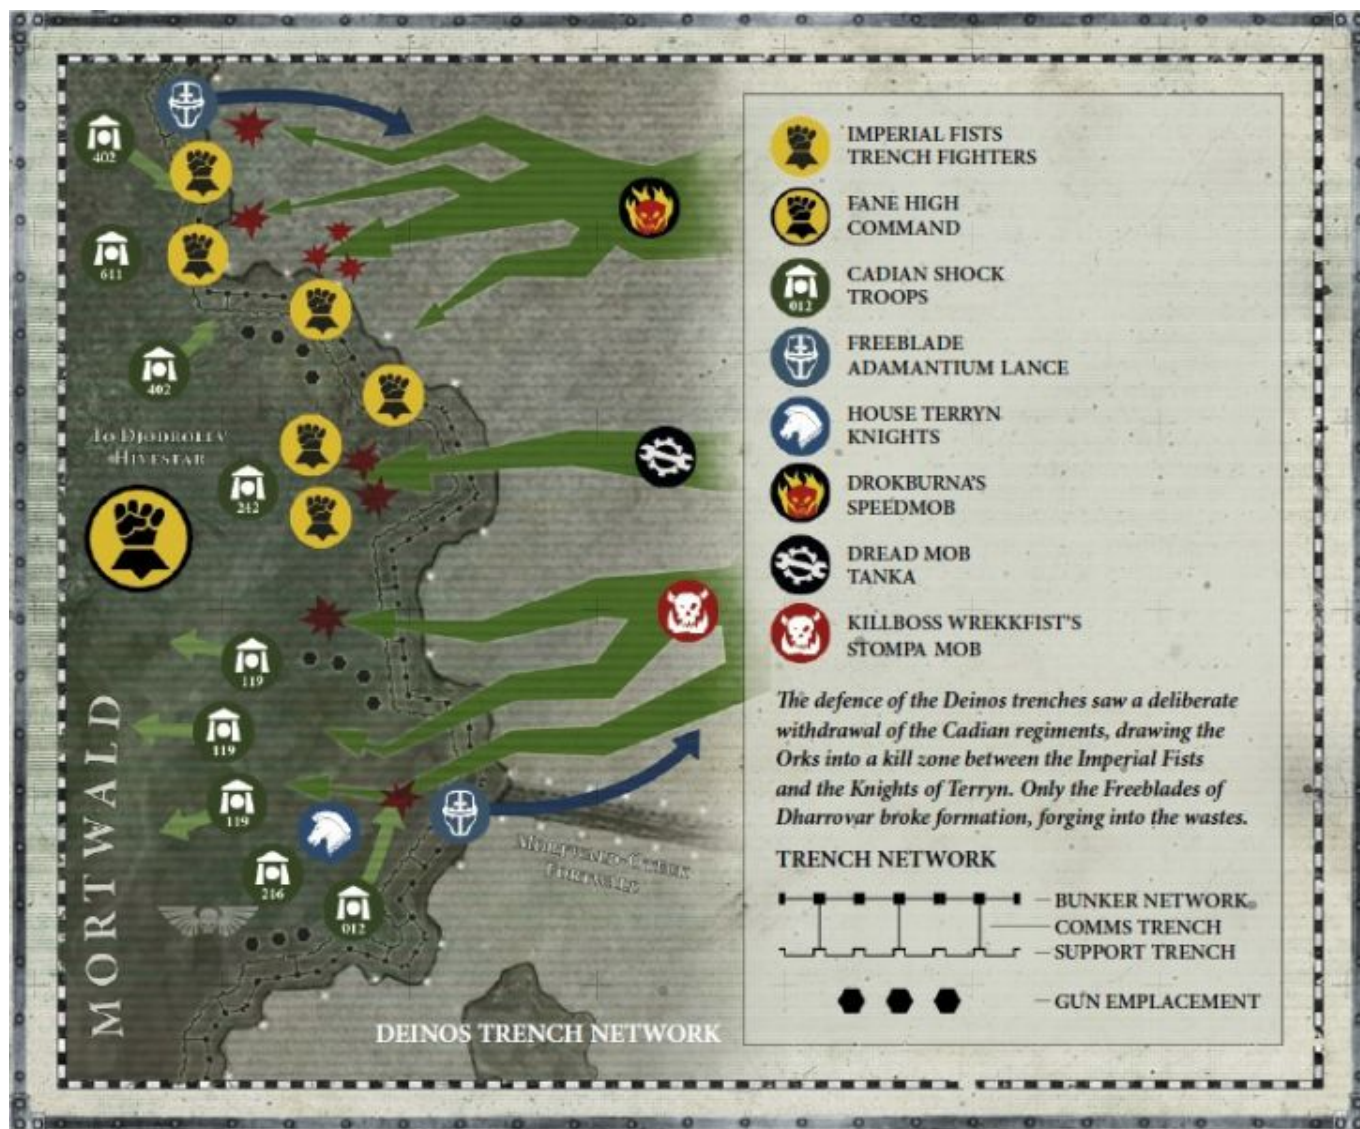 402
611
402
TO DJODROLEV
HIVESTAR
242
119
119
119
216
012
MORTWALD
DEINOS TRENCH NETWORK
IMPERIAL FISTS
TRENCH FIGHTERS
FANE HIGH
COMMAND
012
CADIAN SHOCK
TROOPS
FREEBLADE
ADAMANTIUM LANCE
HOUSE TERRYN
KNIGHTS
DROKBURNA'S
SPEEDMOB
DREAD MOB
TANKA
KILLBOSS WREKKFIST'S
STOMPA MOB
The defence of the Deinos trenches saw a deliberate
withdrawal of the Cadian regiments, drawing the
Orks into a kill zone between the Imperial Fists
and the Knights of Terryn. Only the Freeblades of
Dharrovar broke formation, forging into the wastes.
TRENCH NETWORK
BUNKER NETWORK
COMMS TRENCH
SUPPORT TRENCH
GUN EMPLACEMENT